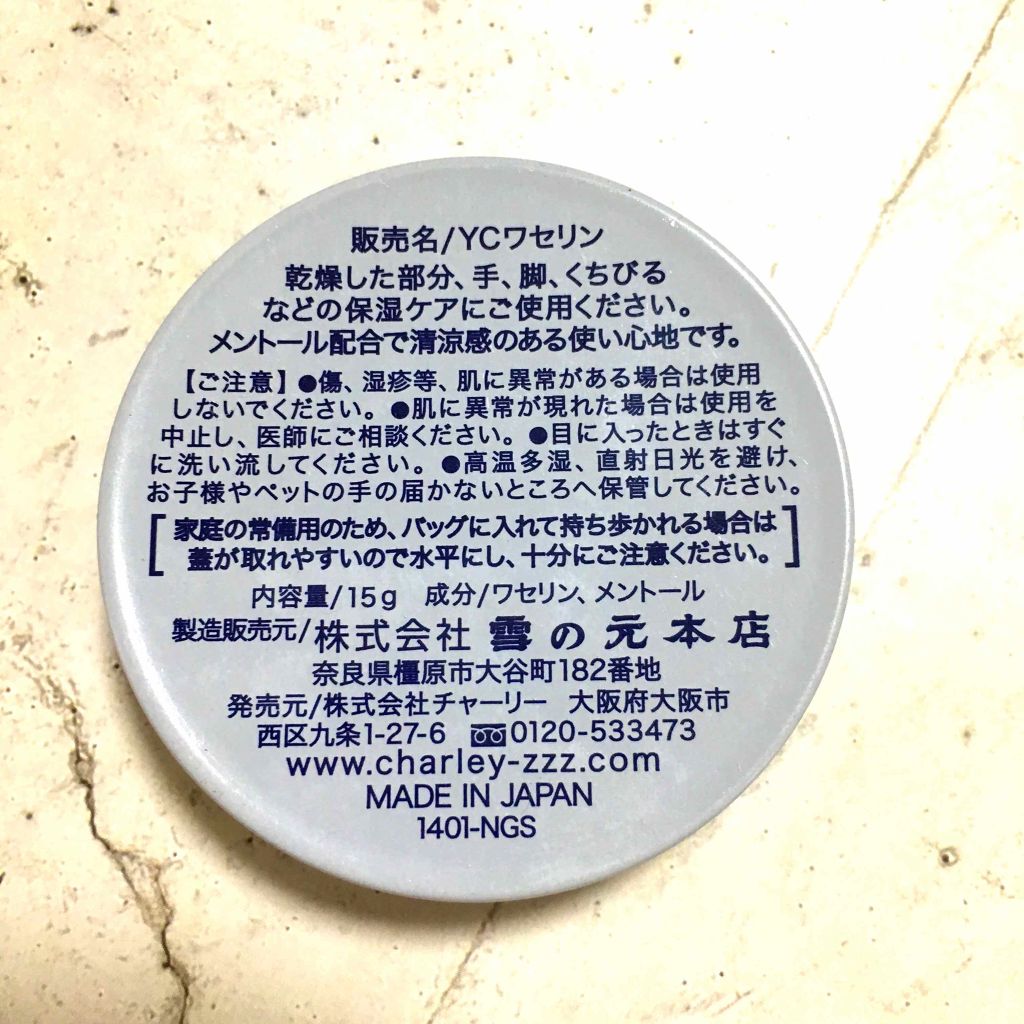 販売名/YCワセリン
乾燥した部分、手、脚、くちびる
などの保湿ケアにご使用ください。
メントール配合で清涼感のある使い心地です。
【ご注意】●傷、湿疹等、肌に異常がある場合は使用
しないでください。●肌に異常が現れた場合は使用を
中止し、医師にご相談ください。●目に入ったときはすぐ
に洗い流してください。●高温多湿、直射日光を避け、
お子様やペットの手の届かないところへ保管してください。
[家庭の常備用のため、バッグに入れて持ち歩かれる場合は
蓋が取れやすいので水平にし、十分にご注意ください。]
内容量/15g 成分/ワセリン、メントール
製造販売元/株式会社 雪の元本店
奈良県橿原市大谷町182番地
発売元/株式会社チャーリー 大阪府大阪市
西区九条1-27-6 0120-533473
www.charley-zzz.com
MADE IN JAPAN
1401-NGS